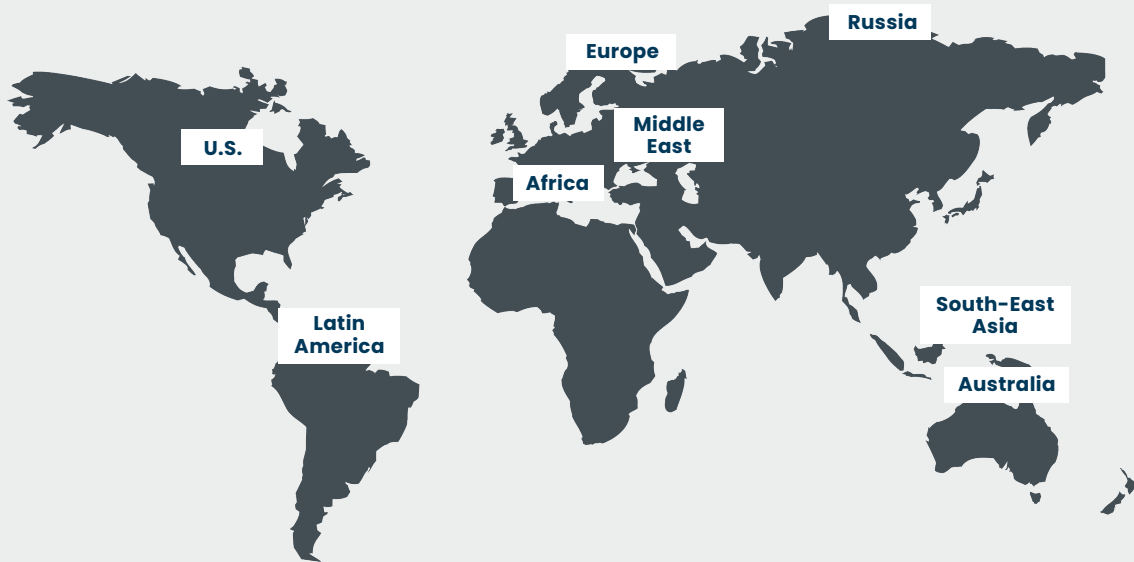 Russia
Europe
Middle
East
U.S.
Africa
South-East
Asia
Latin
America
Australia